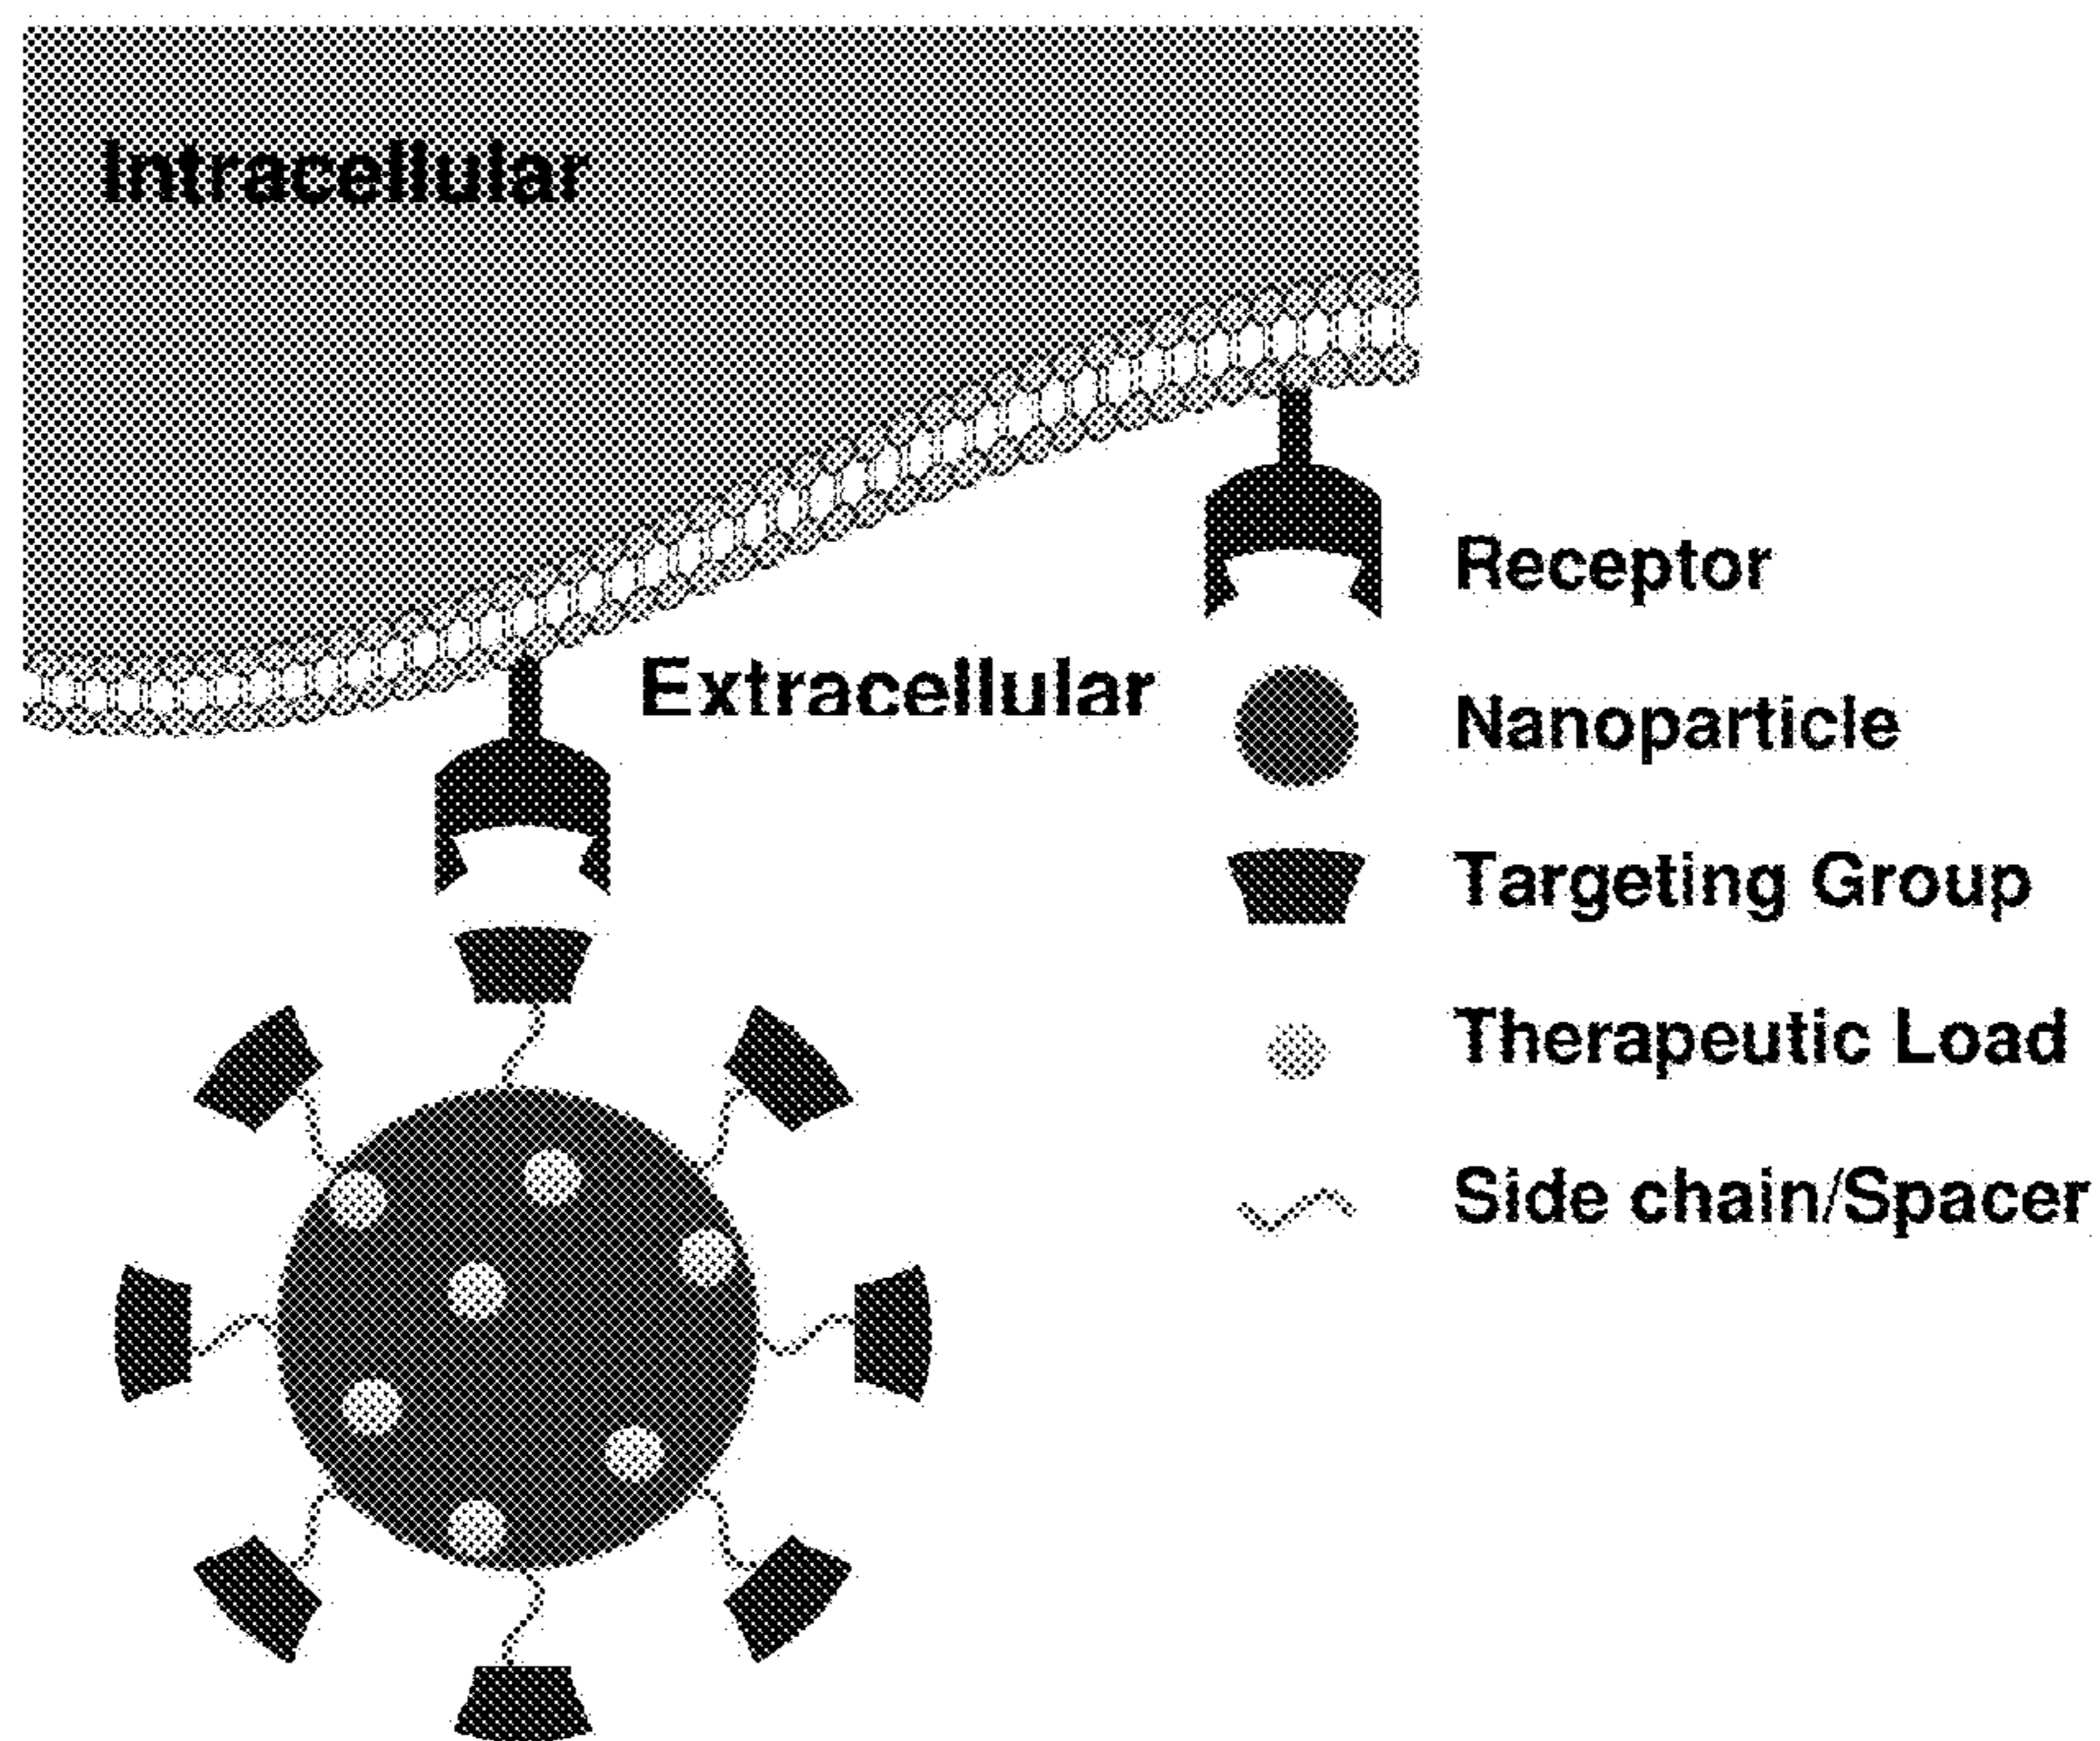 Intracellular
Extracellular
Receptor
Nanoparticle
Targeting Group
Therapeutic Load
Side chain/Spacer